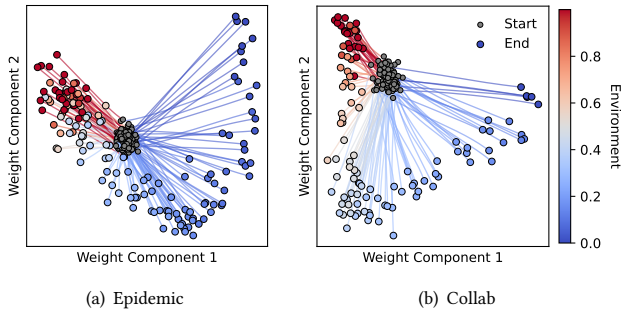 Weight Component 2
Weight Component 1
(a) Epidemic
Weight Component 2
Start
End
Weight Component 1
(b) Collab
0.8
0.6
0.4
0.2
0.0
Environment